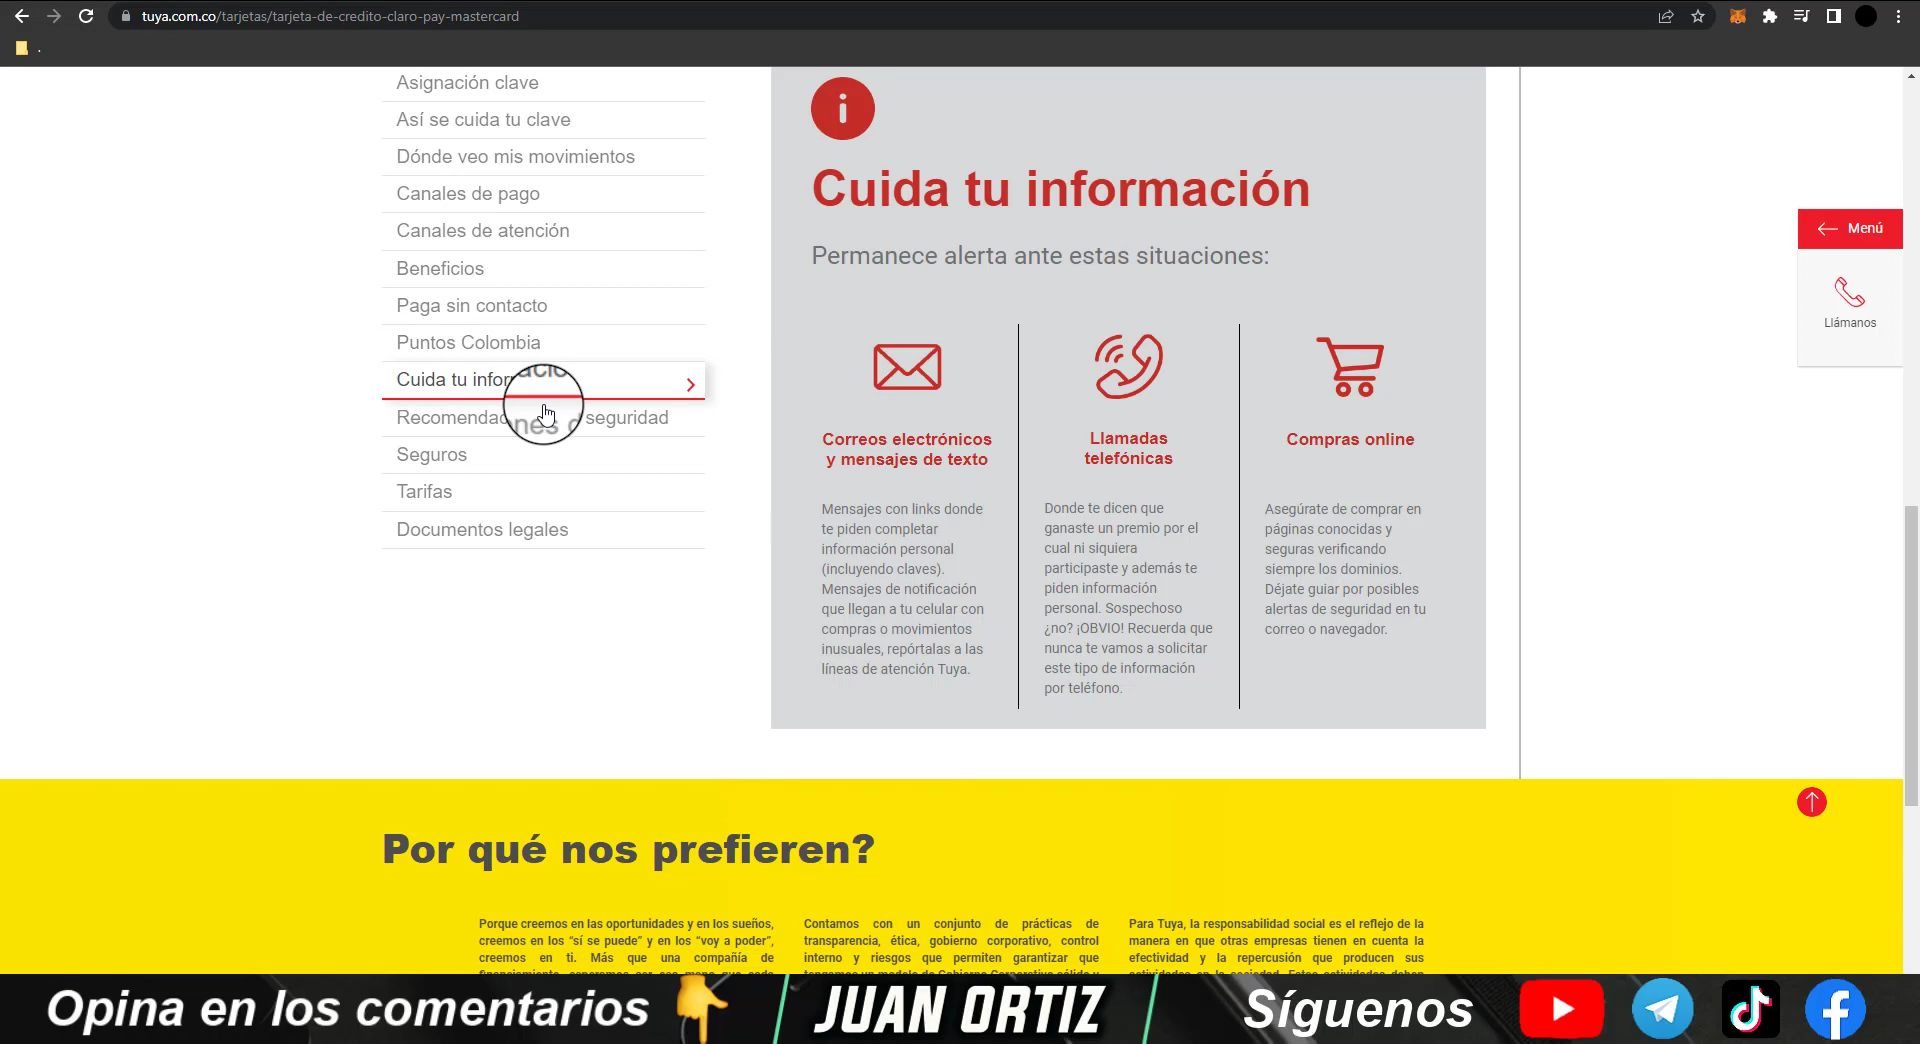 tuya.com.co/tarjetas/tarjeta-de-credito-claro-pay-mastercard
.
Asignación clave
Así se cuida tu clave
Dónde veo mis movimientos
Canales de pago
Canales de atención
Beneficios
Paga sin contacto
Puntos Colombia
Cuida tu infor
Recomendac seguridad
Seguros
Tarifas
Documentos legales
i
Cuida tu información
Permanece alerta ante estas situaciones:
Correos electrónicos
y mensajes de texto
Mensajes con links donde
te piden completar
información personal
(incluyendo claves).
Mensajes de notificación
que llegan a tu celular con
compras o movimientos
inusuales, repórtalas a las
líneas de atención Tuya.
Llamadas
telefónicas
Donde te dicen que
ganaste un premio por el
cual ni siquiera
participaste y además te
piden información
personal. Sospechoso
¿no? ¡OBVIO! Recuerda que
nunca te vamos a solicitar
este tipo de información
por teléfono.
Compras online
Asegúrate de comprar en
páginas conocidas y
seguras verificando
siempre los dominios.
Déjate guiar por posibles
alertas de seguridad en tu
correo o navegador.
Menú
Llámanos
Por qué nos prefieren?
Porque creemos en las oportunidades y en los sueños,
creemos en los “sí se puede” y en los “voy a poder”,
creemos en ti. Más que una compañía de
Contamos con un conjunto de prácticas de
transparencia, ética, gobierno corporativo, control
interno y riesgos que permiten garantizar que
Para Tuya, la responsabilidad social es el reflejo de la
manera en que otras empresas tienen en cuenta la
efectividad y la repercusión que producen sus
Opina en los comentarios
JUAN ORTIZ
Síguenos